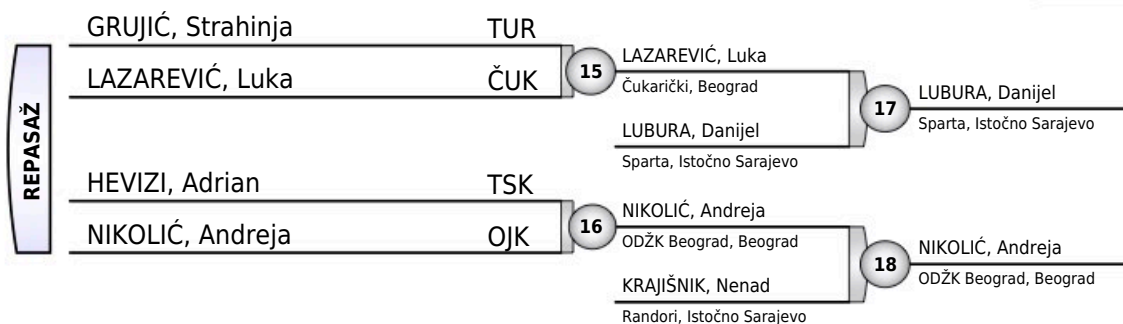 REPASAŽ
GRUJIĆ, Strahinja TUR
LAZAREVIĆ, Luka ČUK
15
LAZAREVIĆ, Luka
Čukarički, Beograd
LUBURA, Danijel
Sparta, Istočno Sarajevo
17
LUBURA, Danijel
Sparta, Istočno Sarajevo
HEVIZI, Adrian TSK
NIKOLIĆ, Andreja OJK
16
NIKOLIĆ, Andreja
ODŽK Beograd, Beograd
KRAJIŠNIK, Nenad
Randori, Istočno Sarajevo
18
NIKOLIĆ, Andreja
ODŽK Beograd, Beograd